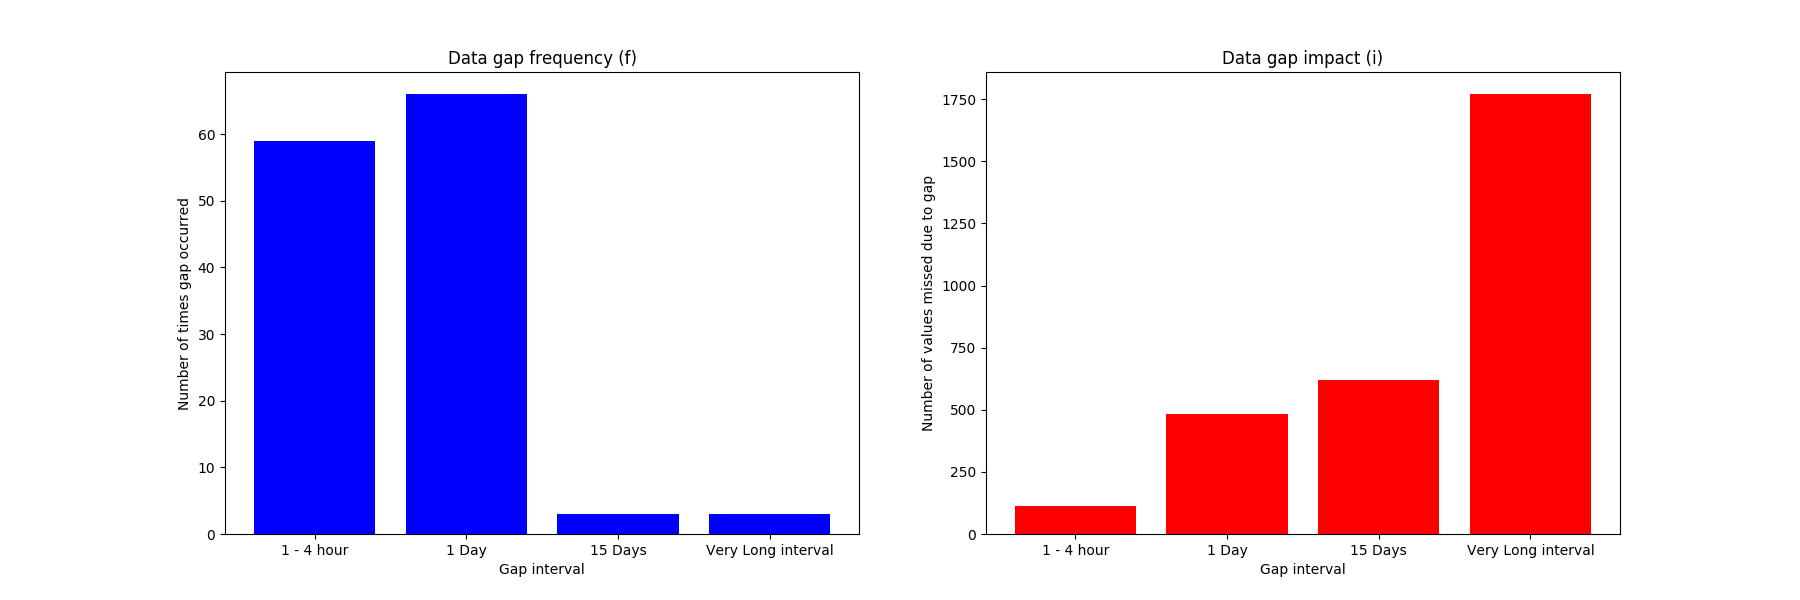 Data gap frequency (f)
Number of times gap occurred
60
50
40
30
20
10
0
1 - 4 hour
1 Day
15 Days
Very Long interval
Gap interval
Data gap impact (i)
Number of values missed due to gap
1750
1500
1250
1000
750
500
250
0
1 - 4 hour
1 Day
15 Days
Very Long interval
Gap interval